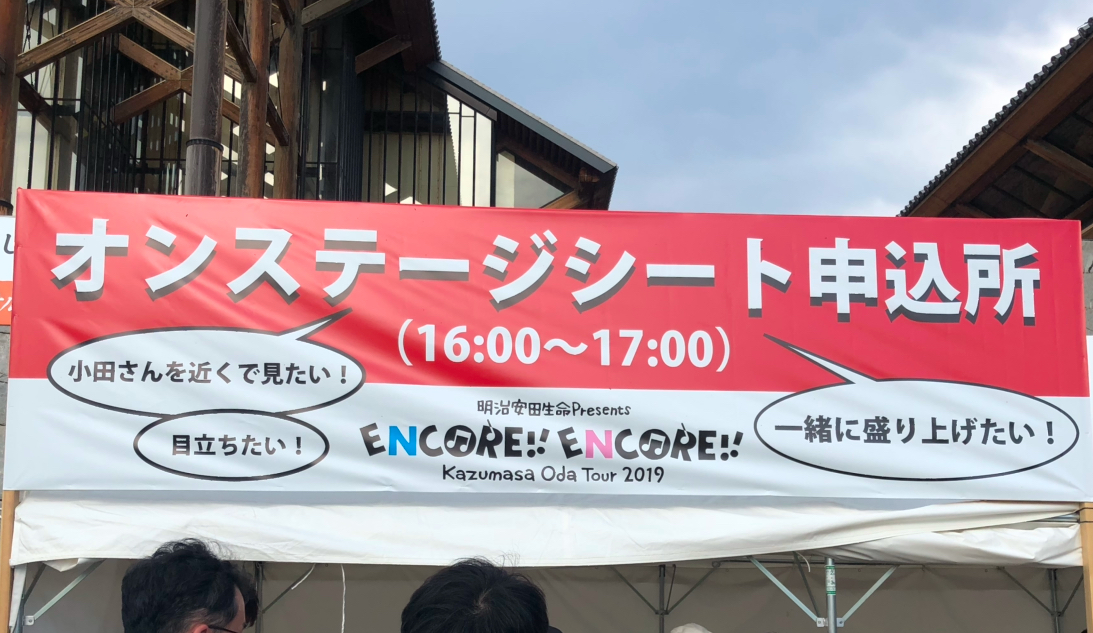 オンステージシート申込所
(16:00～17:00)
小田さんを近くで見たい！
目立ちたい！
明治安田生命Presents
ENCORE!! ENCORE!!
Kazumasa Oda Tour 2019
一緒に盛り上げたい！